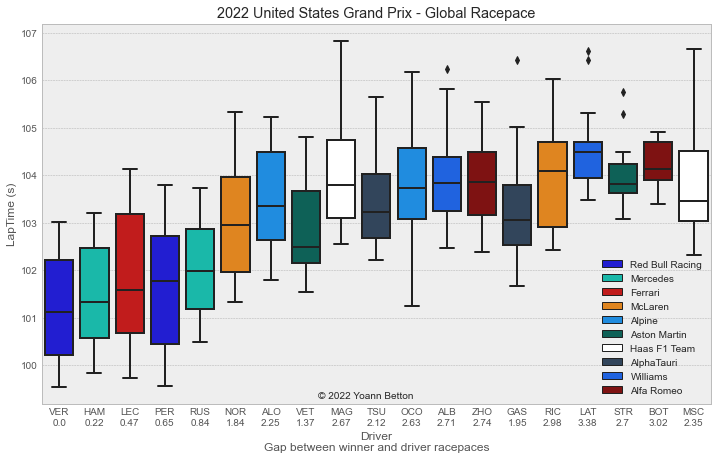 2022 United States Grand Prix - Global Racepace
LapTime (s)
107
106
105
104
103
102
101
100
Red Bull Racing
Mercedes
Ferrari
McLaren
Alpine
Aston Martin
Haas F1 Team
AlphaTauri
Williams
Alfa Romeo
© 2022 Yoann Betton
VER HAM LEC PER RUS NOR ALO VET MAG TSU OCO ALB ZHO GAS RIC LAT STR BOT MSC
0.0 0.22 0.47 0.65 0.84 1.84 2.25 1.37 2.67 2.12 2.63 2.71 2.74 1.95 2.98 3.38 2.7 3.02 2.35
Driver
Gap between winner and driver racepaces